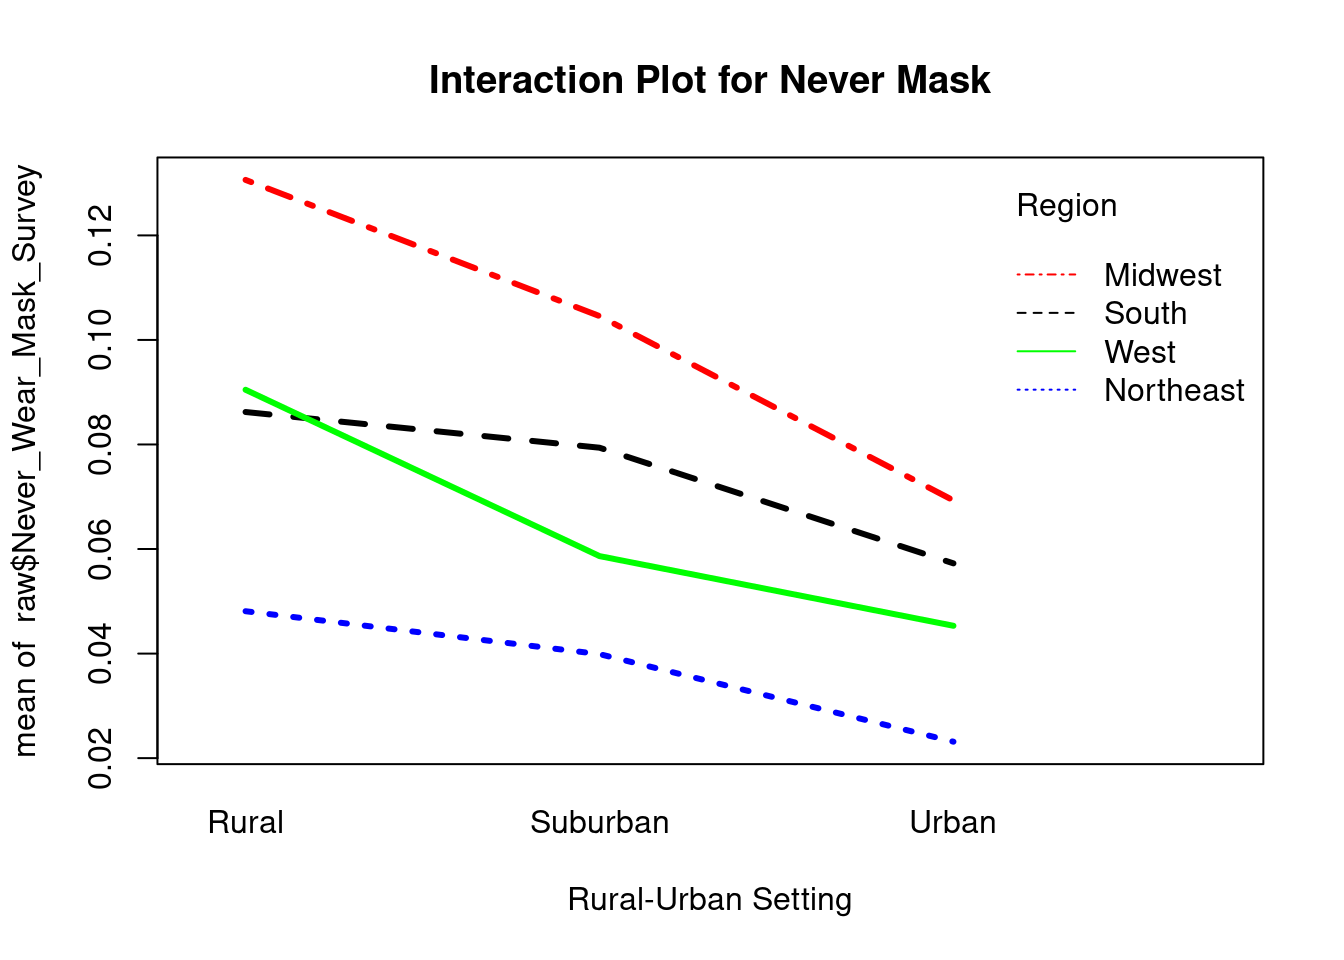 Interaction Plot for Never Mask
mean of  raw$Never_Wear_Mask_Survey
0.12
0.10
0.08
0.06
0.04
0.02
Region
Midwest
South
West
Northeast
Rural
Suburban
Urban
Rural-Urban Setting